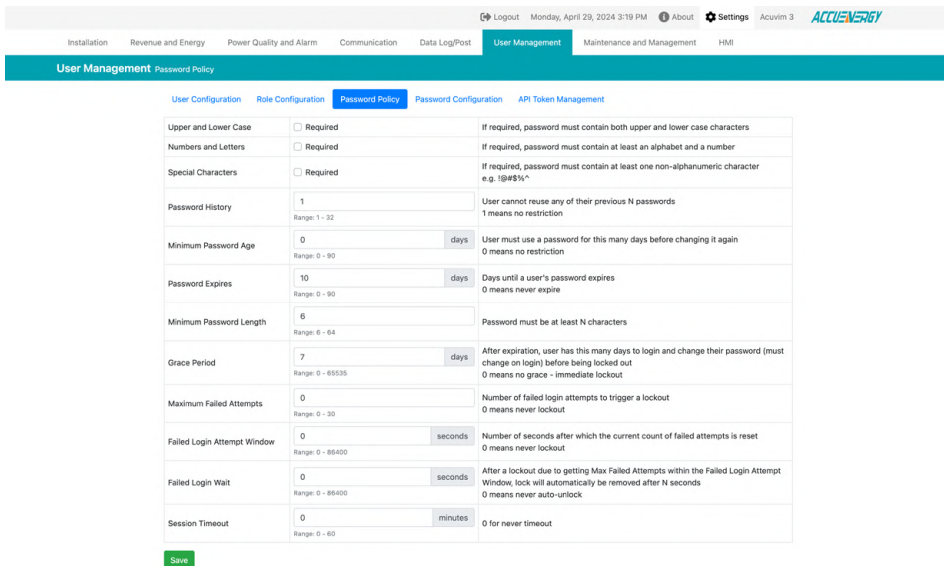 Logout Monday, April 29, 2024 3:19 PM About Settings Acuvim 3 ACCUENERGY
Installation Revenue and Energy Power Quality and Alarm Communication Data Log/Post User Management Maintenance and Management HMI
User Management Password Policy
User Configuration Role Configuration Password Policy Password Configuration API Token Management
Upper and Lower Case Required If required, password must contain both upper and lower case characters
Numbers and Letters Required If required, password must contain at least an alphabet and a number
Special Characters Required If required, password must contain at least one non-alphanumeric character
e.g. !@#$%^
Password History 1 User cannot reuse any of their previous N passwords
Range: 1 - 32 1 means no restriction
Minimum Password Age 0 days User must use a password for this many days before changing it again
Range: 0 - 90 0 means no restriction
Password Expires 10 days Days until a user's password expires
Range: 0 - 90 0 means never expire
Minimum Password Length 6 Password must be at least N characters
Range: 6 - 64
Grace Period 7 days After expiration, user has this many days to login and change their password (must
change on login) before being locked out
Range: 0 - 65535 0 means no grace - immediate lockout
Maximum Failed Attempts 0 Number of failed login attempts to trigger a lockout
Range: 0 - 30 0 means never lockout
Failed Login Attempt Window 0 seconds Number of seconds after which the current count of failed attempts is reset
Range: 0 - 86400 0 means never lockout
Failed Login Wait 0 seconds After a lockout due to getting Max Failed Attempts within the Failed Login Attempt
Window, lock will automatically be removed after N seconds
Range: 0 - 86400 0 means never auto-unlock
Session Timeout 0 minutes 0 for never timeout
Range: 0 - 60
Save